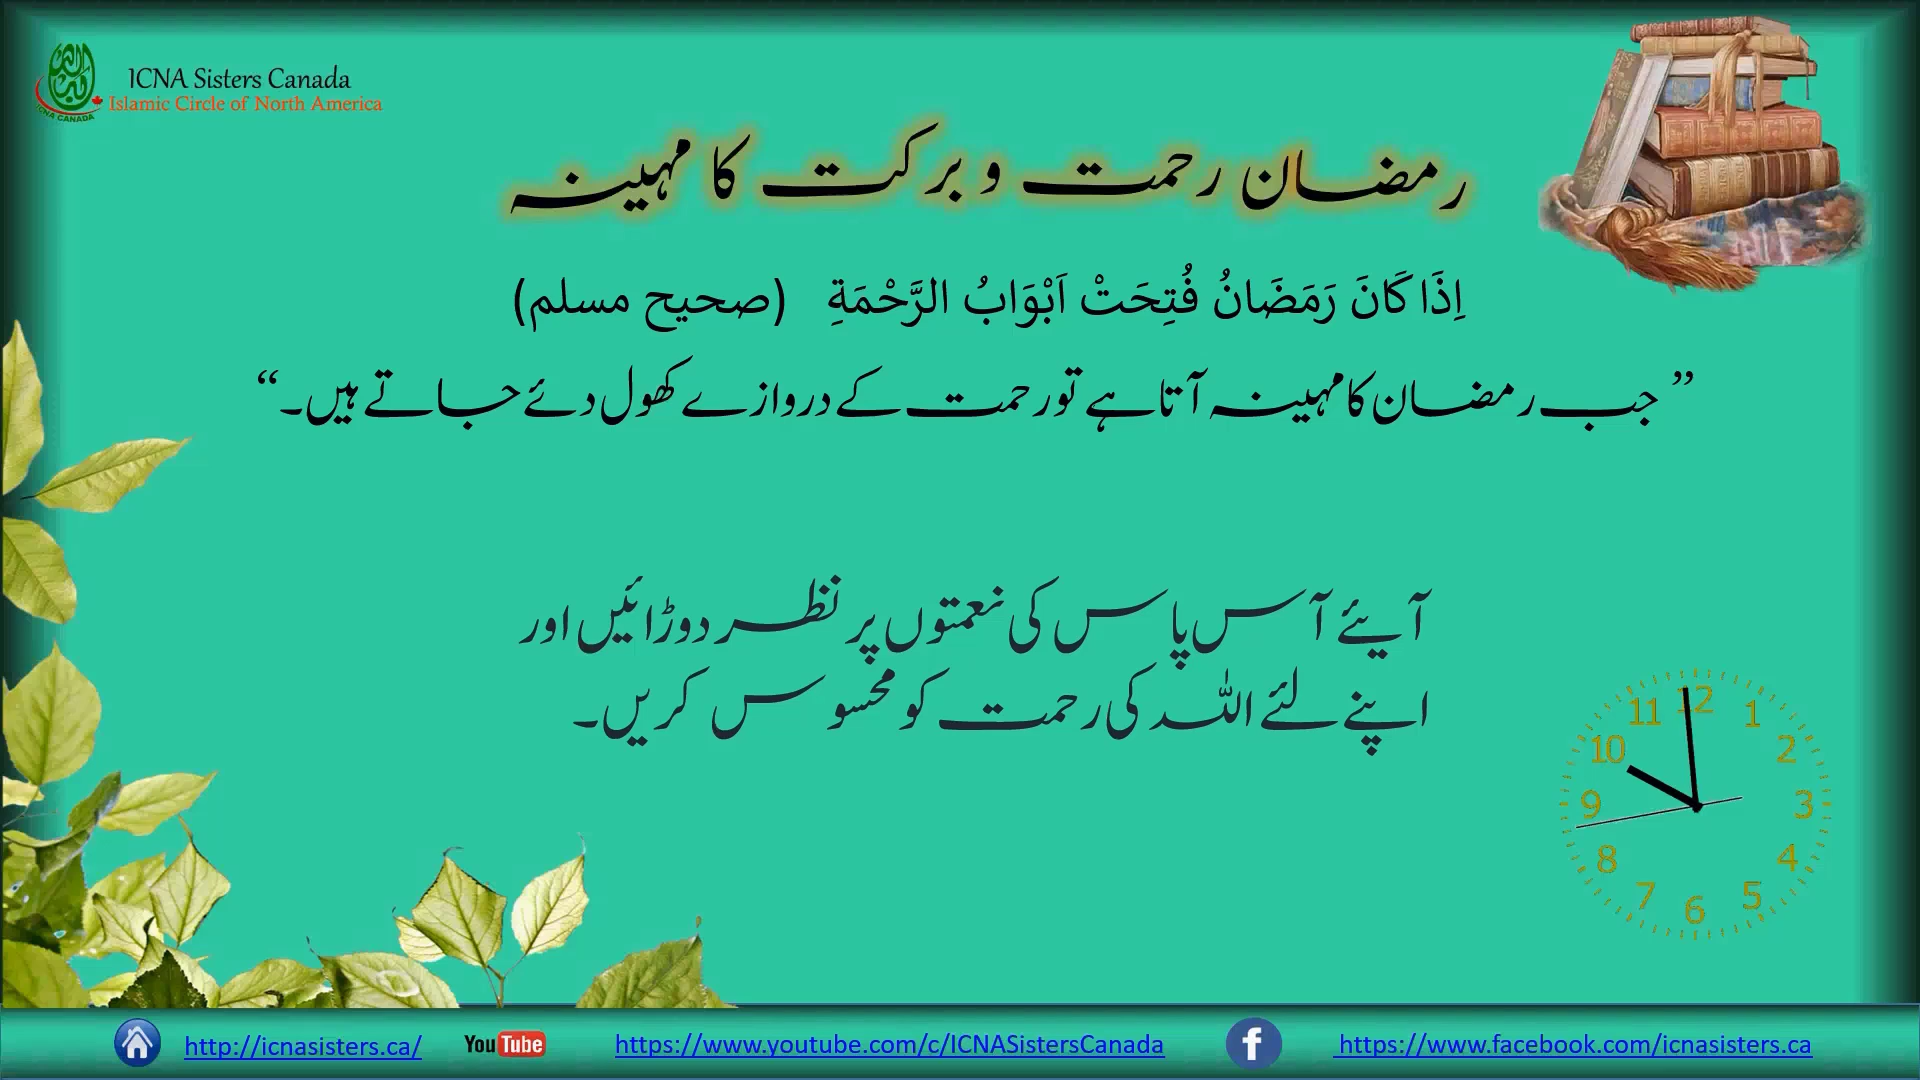 ICNA Sisters Canada
Islamic Circle of North America
ICNA CANADA
رمضان رحمت و برکت کا مہینہ
اِذَا كَانَ رَمَضَانُ فُتِحَتْ اَبْوَابُ الرَّحْمَةِ (صحیح مسلم)
”جب رمضان کا مہینہ آتا ہے تو رحمت کے دروازے کھول دئے جاتے ہیں۔“
آیئے آس پاس کی نعمتوں پر نظر دوڑائیں اور
اپنے لئے اللہ کی رحمت کو محسوس کریں۔
12
1
2
3
4
5
6
7
8
9
10
11
http://icnasisters.ca/
YouTube
https://www.youtube.com/c/ICNASistersCanada
f
https://www.facebook.com/icnasisters.ca